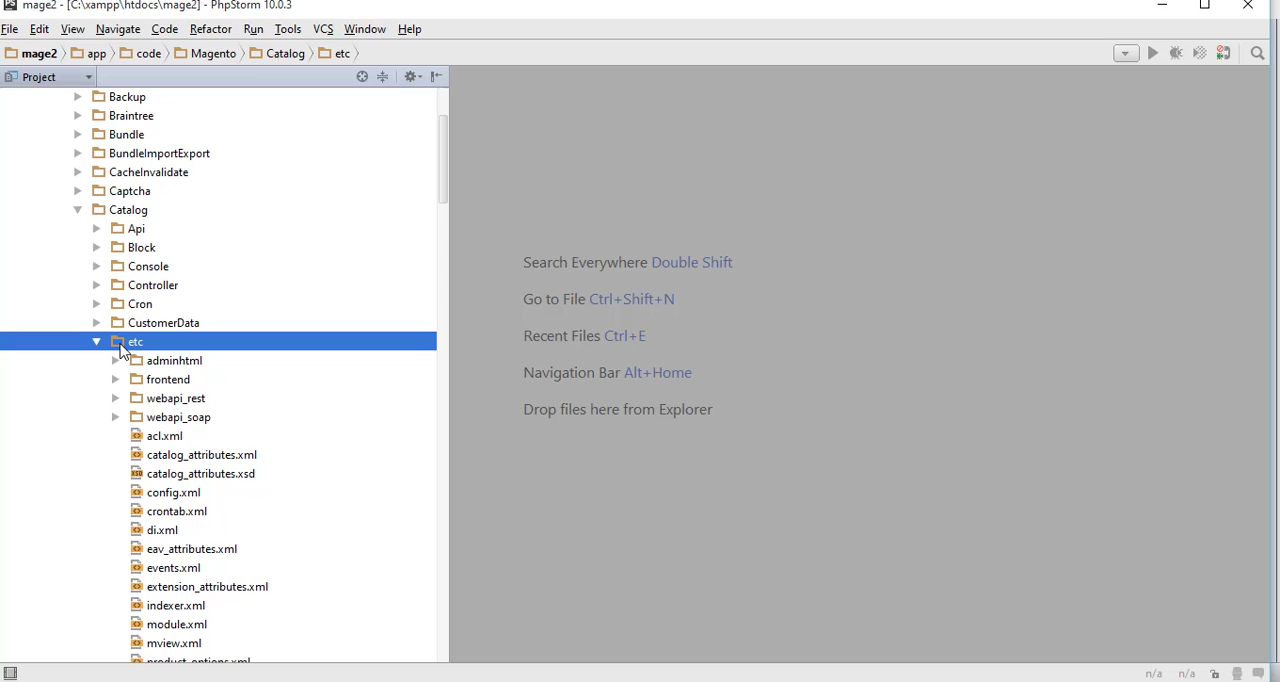 mage2 - [C:\xampp\htdocs\mage2] - PhpStorm 10.0.3
File Edit View Navigate Code Refactor Run Tools VCS Window Help
mage2 app code Magento Catalog etc
Project
Backup
Braintree
Bundle
BundleImportExport
CacheInvalidate
Captcha
Catalog
Api
Block
Console
Controller
Cron
CustomerData
etc
adminhtml
frontend
webapi_rest
webapi_soap
acl.xml
catalog_attributes.xml
catalog_attributes.xsd
config.xml
crontab.xml
di.xml
eav_attributes.xml
events.xml
extension_attributes.xml
indexer.xml
module.xml
mview.xml
product_options.xml
Search Everywhere Double Shift
Go to File Ctrl+Shift+N
Recent Files Ctrl+E
Navigation Bar Alt+Home
Drop files here from Explorer
n/a n/a